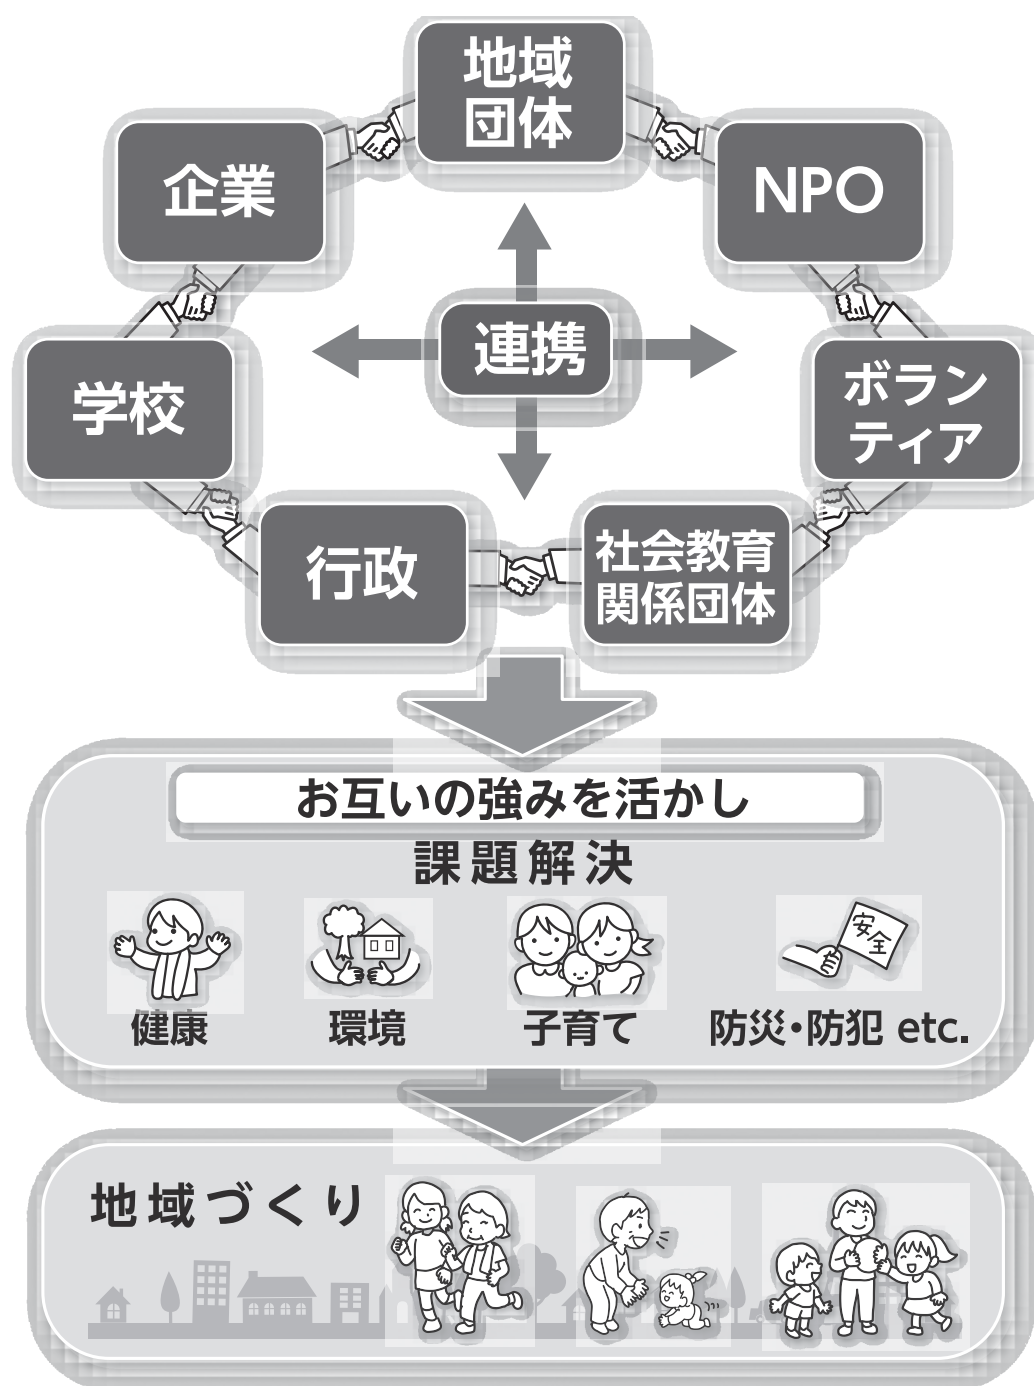 地域
団体
企業
NPO
連携
学校
ボラン
ティア
行政
社会教育
関係団体
お互いの強みを活かし
課題解決
安全
健康
環境
子育て
防災・防犯 etc.
地域づくり